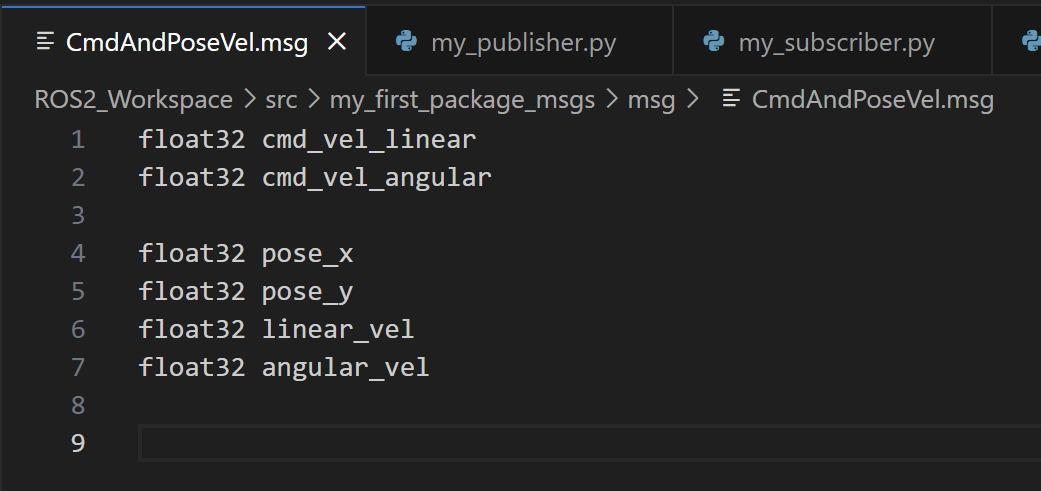 CmdAndPoseVel.msg my_publisher.py my_subscriber.py
ROS2_Workspace > src > my_first_package_msgs > msg > CmdAndPoseVel.msg
1 float32 cmd_vel_linear
2 float32 cmd_vel_angular
3
4 float32 pose_x
5 float32 pose_y
6 float32 linear_vel
7 float32 angular_vel
8
9